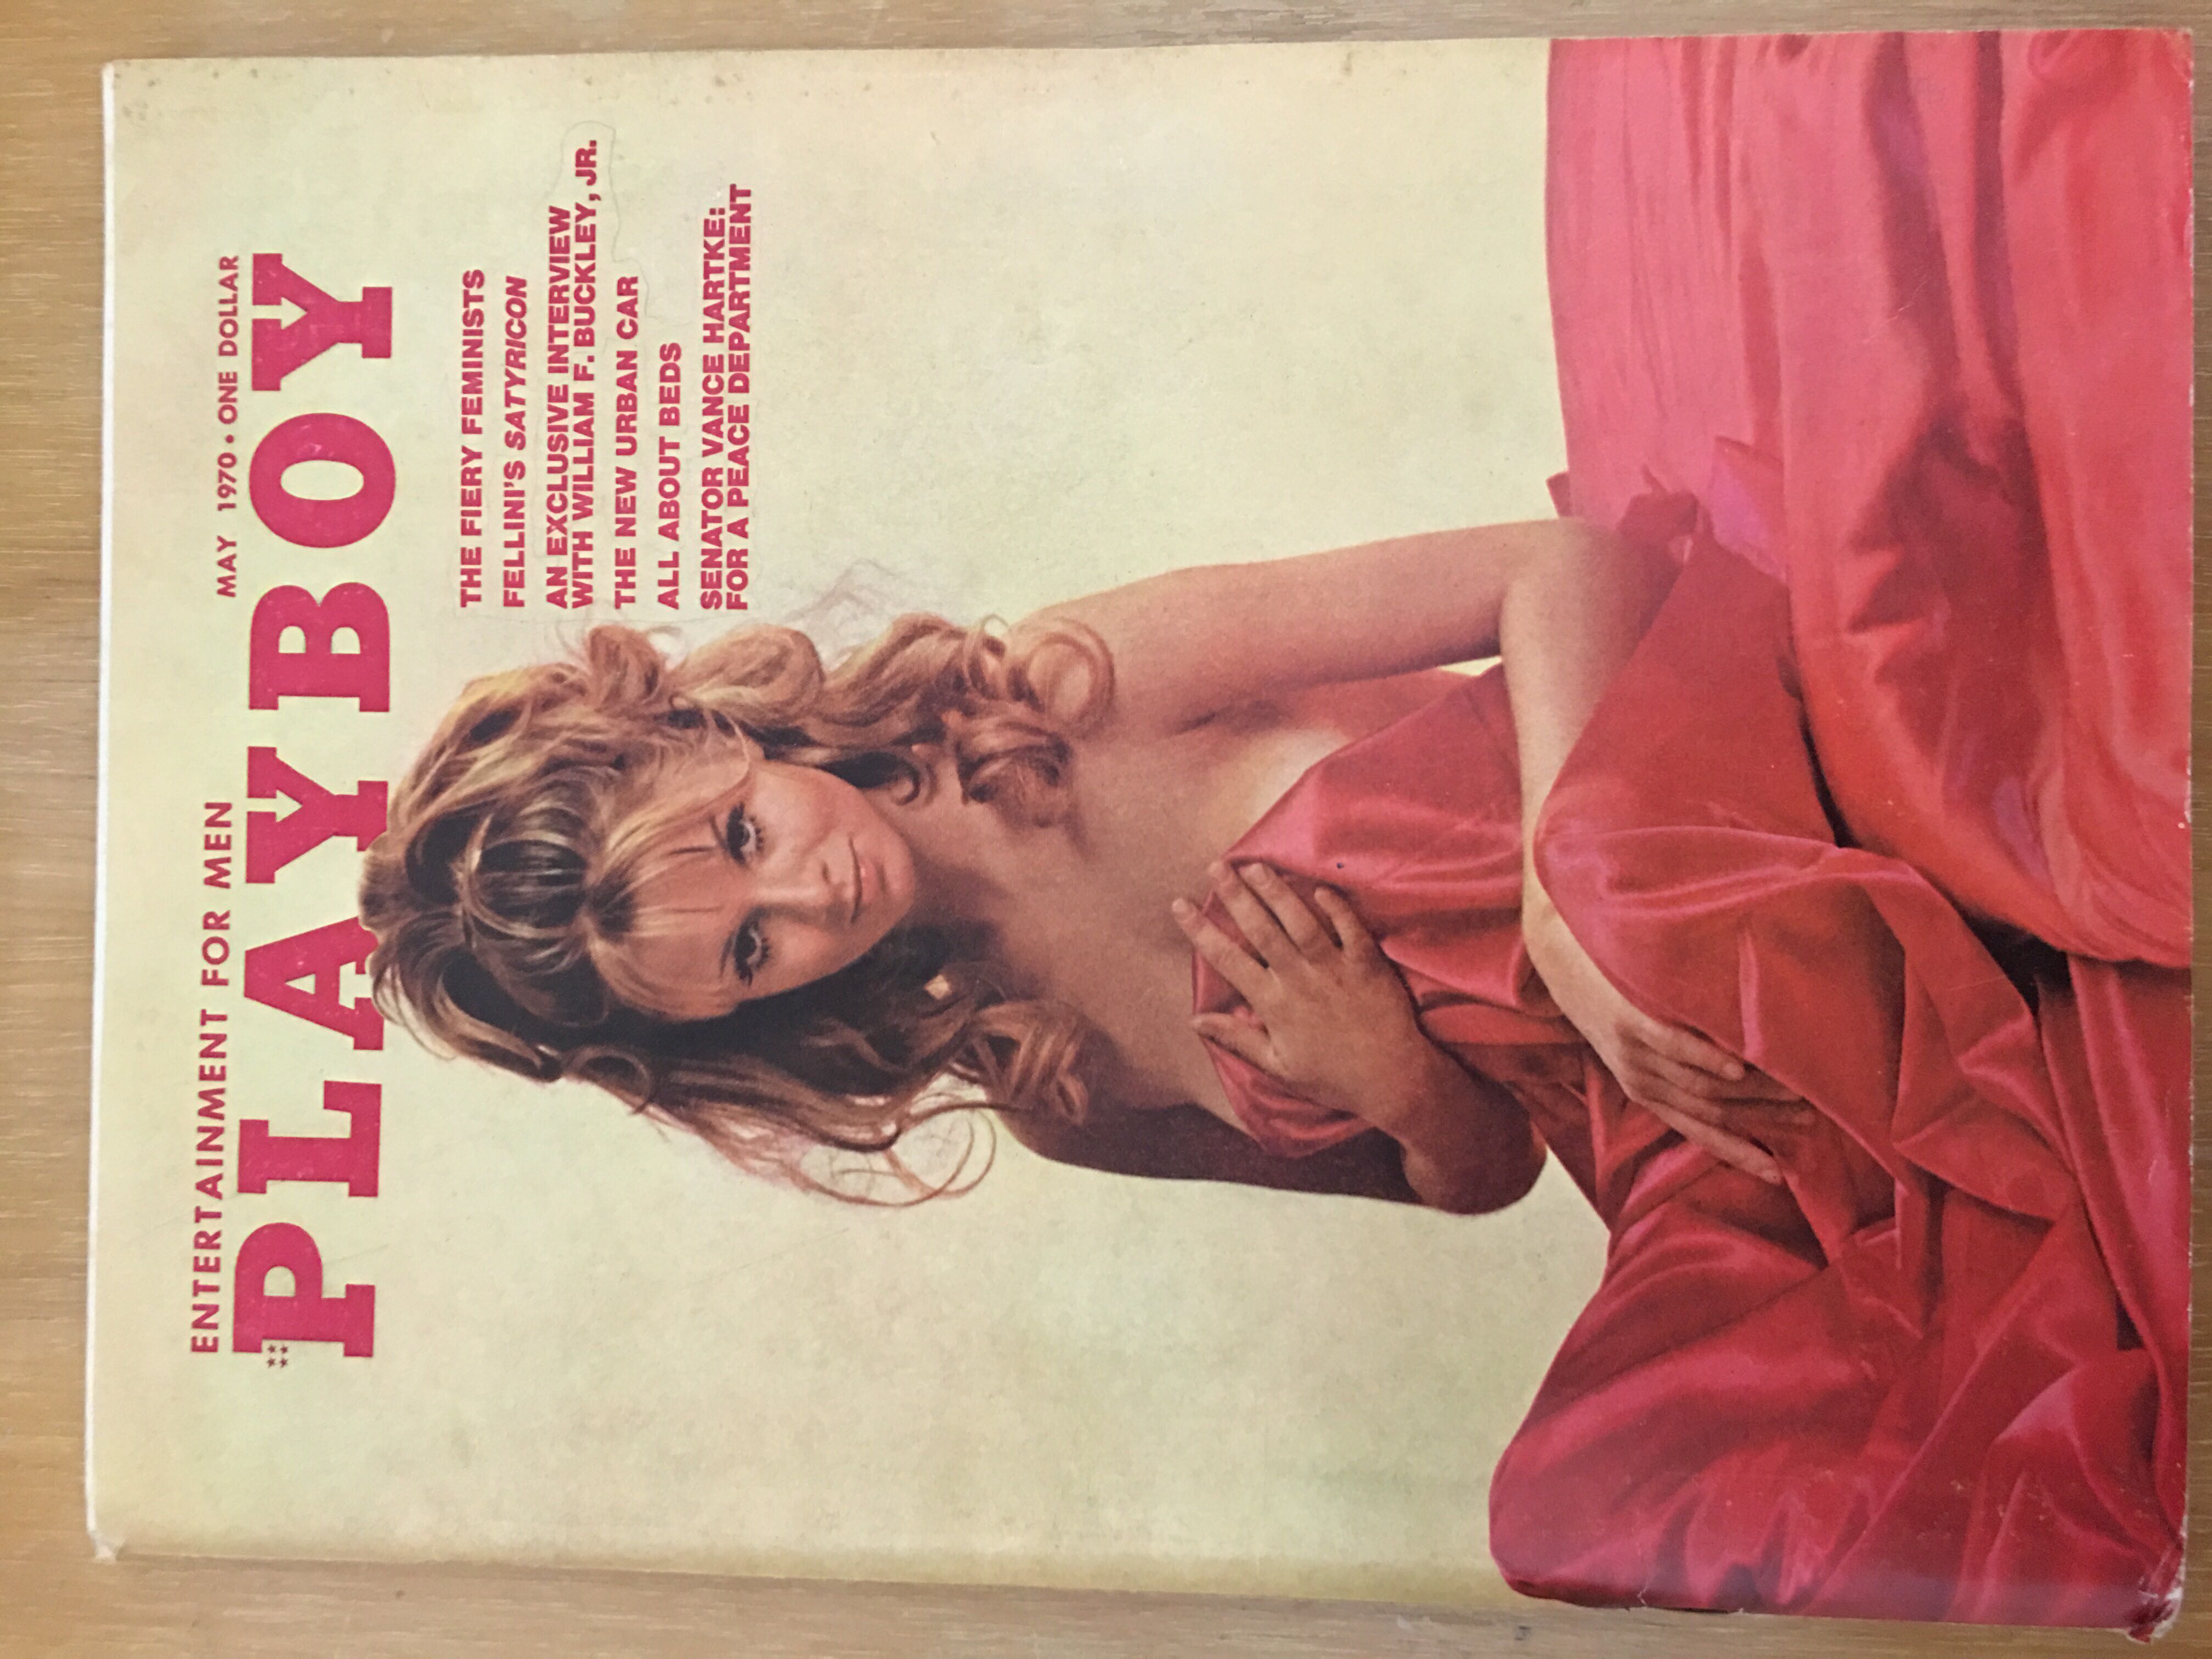 ENTERTAINMENT FOR MEN
MAY 1970 • ONE DOLLAR
PLAYBOY
THE FIERY FEMINISTS
FELLINI'S SATYRICON
AN EXCLUSIVE INTERVIEW
WITH WILLIAM F. BUCKLEY, JR.
THE NEW URBAN CAR
ALL ABOUT BEDS
SENATOR VANCE HARTKE:
FOR A PEACE DEPARTMENT